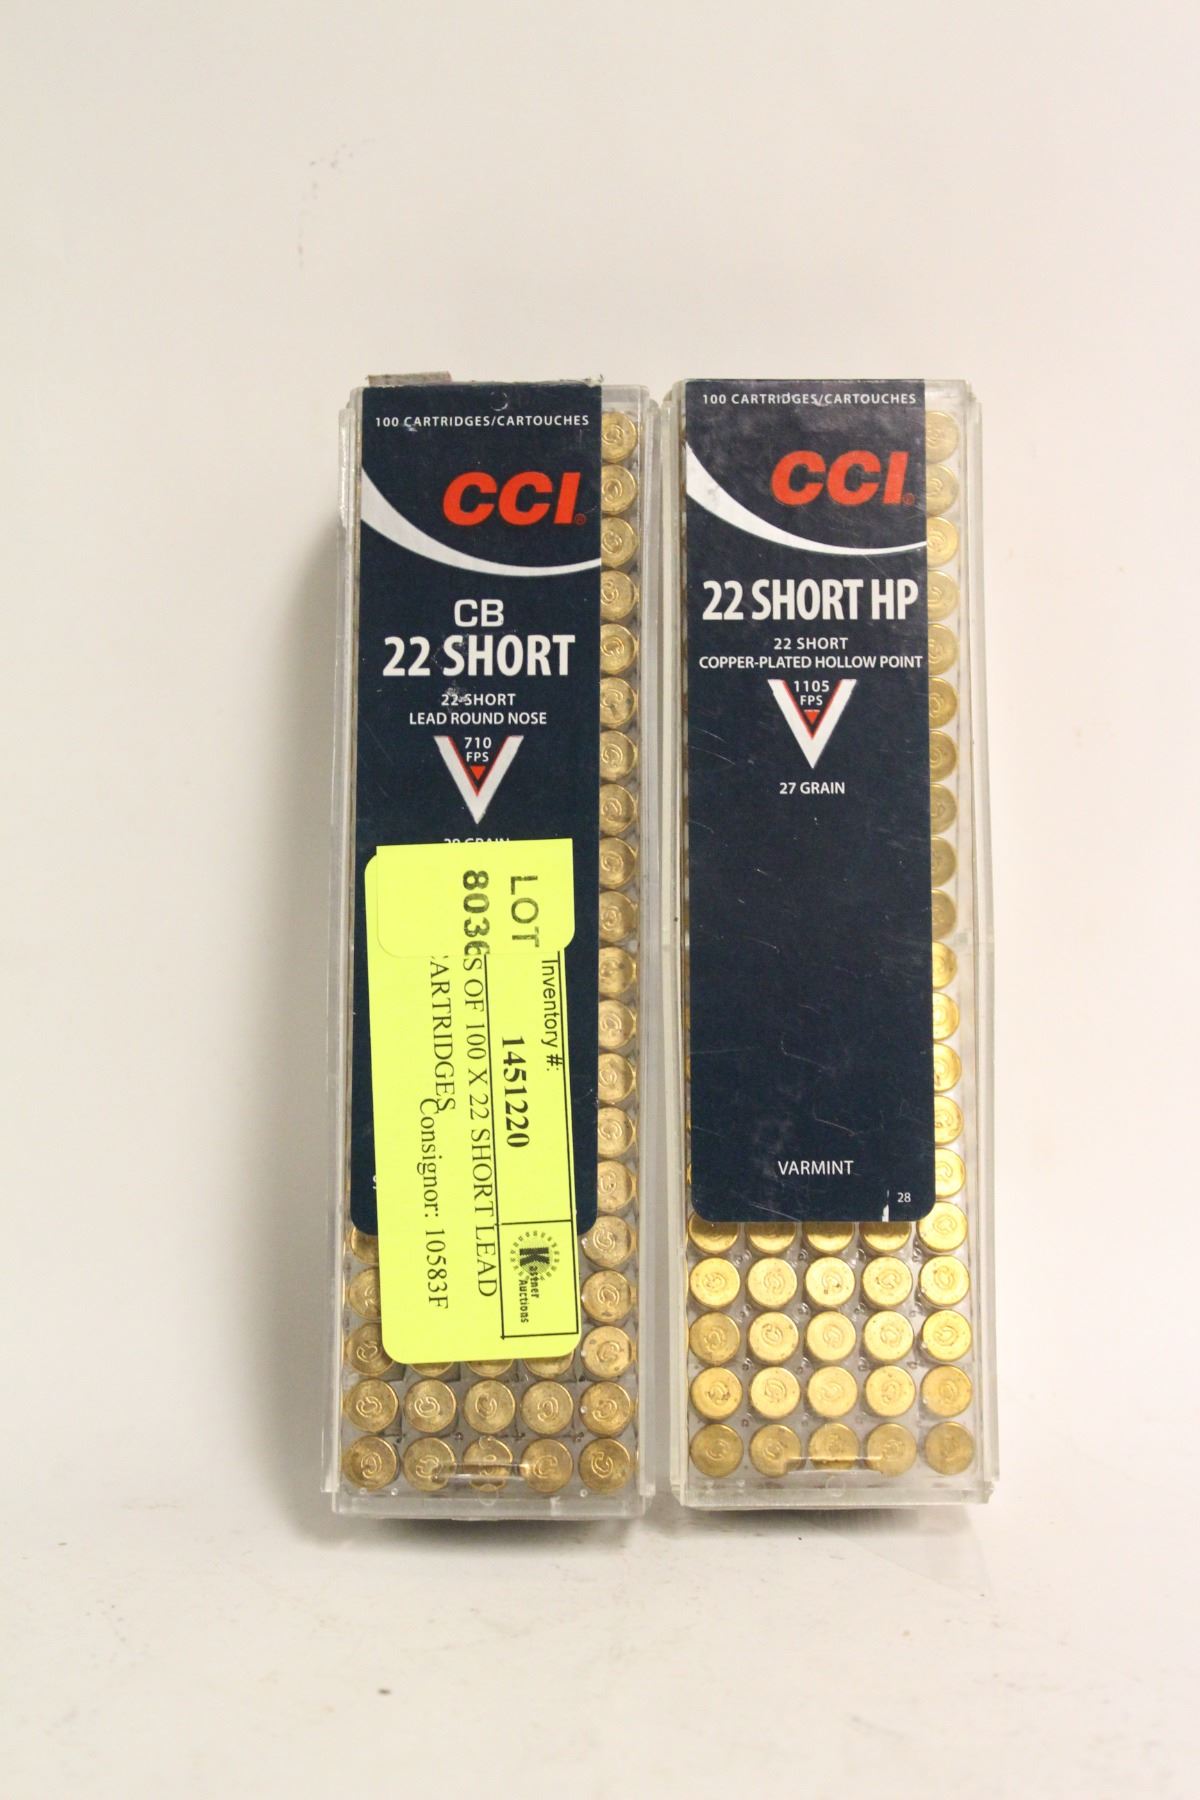 100 CARTRIDGES/CARTOUCHES
CCI®
CB
22 SHORT
22 SHORT
LEAD ROUND NOSE
710
FPS
LOT
8036
Inventory #:
1451220
S OF 100 X 22 SHORT LEAD
ARTRIDGES
Consignor: 10583F
Kastner
Auctions
100 CARTRIDGES/CARTOUCHES
CCI®
22 SHORT HP
22 SHORT
COPPER-PLATED HOLLOW POINT
1105
FPS
27 GRAIN
VARMINT
28